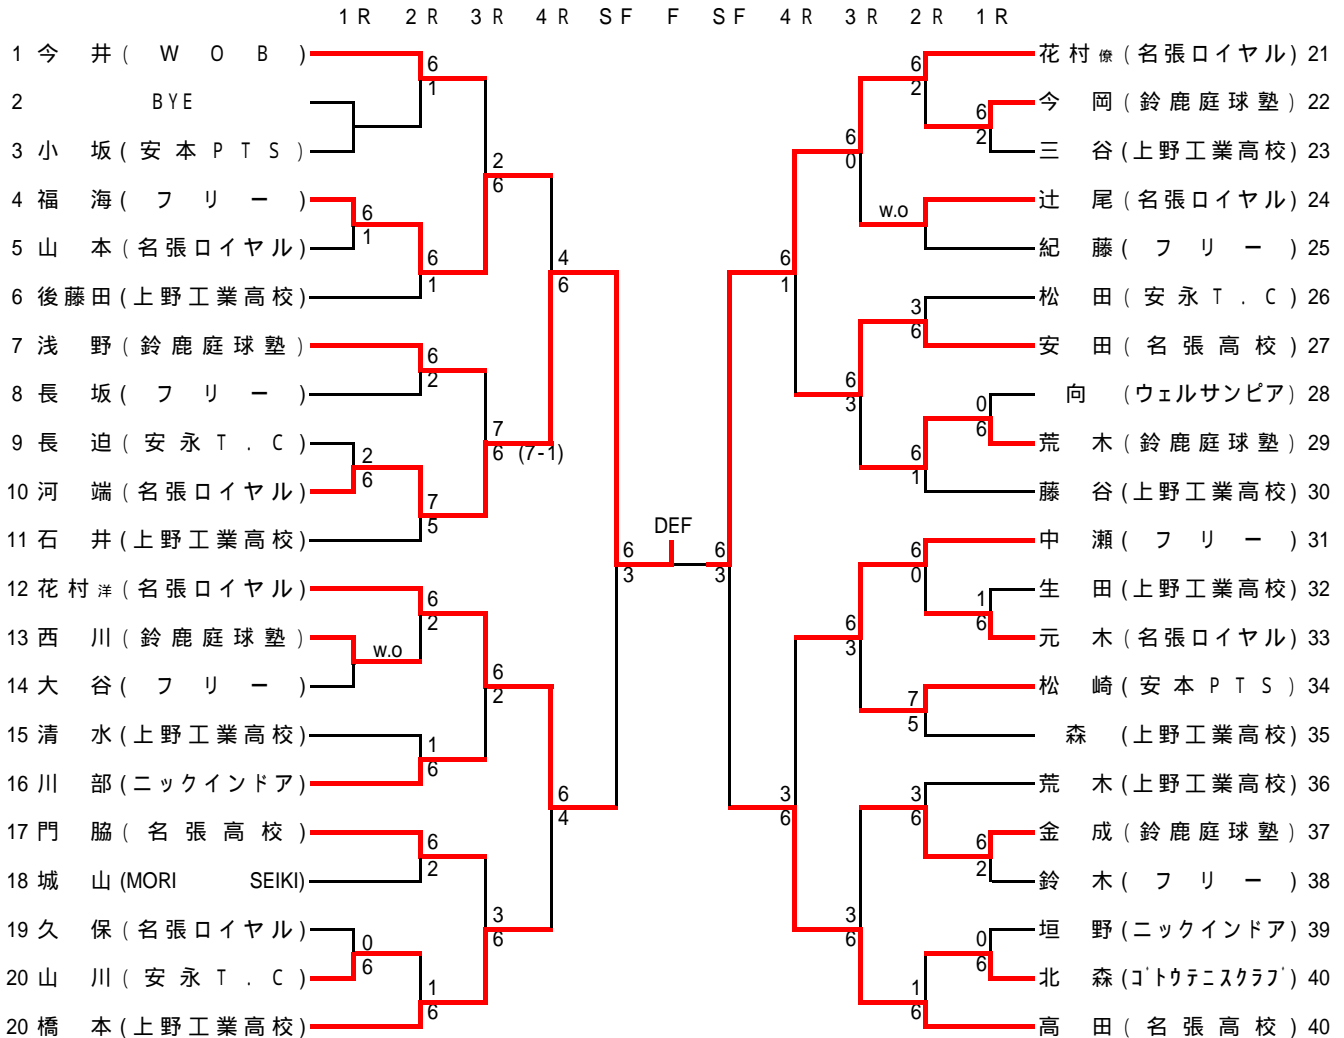 1 R 2 R 3 R 4 R S F F S F 4 R 3 R 2 R 1 R
1 今 井 ( W O B )
2 BYE
3 小 坂 ( 安 本 P T S )
4 福 海 ( フ リ ー )
5 山 本 ( 名張ロイヤル )
6 後藤田 ( 上野工業高校 )
7 浅 野 ( 鈴鹿庭球塾 )
8 長 坂 ( フ リ ー )
9 長 迫 ( 安 永 T . C )
10 河 端 ( 名張ロイヤル )
11 石 井 ( 上野工業高校 )
12 花村 洋 ( 名張ロイヤル )
13 西 川 ( 鈴鹿庭球塾 )
14 大 谷 ( フ リ ー )
15 清 水 ( 上野工業高校 )
16 川 部 ( ニックインドア )
17 門 脇 ( 名 張 高 校 )
18 城 山 (MORI SEIKI)
19 久 保 ( 名張ロイヤル )
20 山 川 ( 安 永 T . C )
20 橋 本 ( 上野工業高校 )
6
1
6
1
2
6
6
1
6
2
2
6
7
5
7
6 (7-1)
4
6
6
2
w.o
1
6
6
2
6
2
0
6
1
6
3
6
6
4
6
3
DEF
6
3
6
1
3
6
6
0
6
3
6
3
3
6
6
2
w.o
3
6
6
1
6
0
7
5
3
6
1
6
6
2
0
6
1
6
6
2
0
6
花村 僚 ( 名張ロイヤル ) 21
今 岡 ( 鈴鹿庭球塾 ) 22
三 谷 ( 上野工業高校 ) 23
辻 尾 ( 名張ロイヤル ) 24
紀 藤 ( フ リ ー ) 25
松 田 ( 安 永 T . C ) 26
安 田 ( 名 張 高 校 ) 27
向 ( ウェルサンピア ) 28
荒 木 ( 鈴鹿庭球塾 ) 29
藤 谷 ( 上野工業高校 ) 30
中 瀬 ( フ リ ー ) 31
生 田 ( 上野工業高校 ) 32
元 木 ( 名張ロイヤル ) 33
松 崎 ( 安 本 P T S ) 34
森 ( 上野工業高校 ) 35
荒 木 ( 上野工業高校 ) 36
金 成 ( 鈴鹿庭球塾 ) 37
鈴 木 ( フ リ ー ) 38
垣 野 ( ニックインドア ) 39
北 森 ( ゴトウテニスクラブ ) 40
高 田 ( 名 張 高 校 ) 40